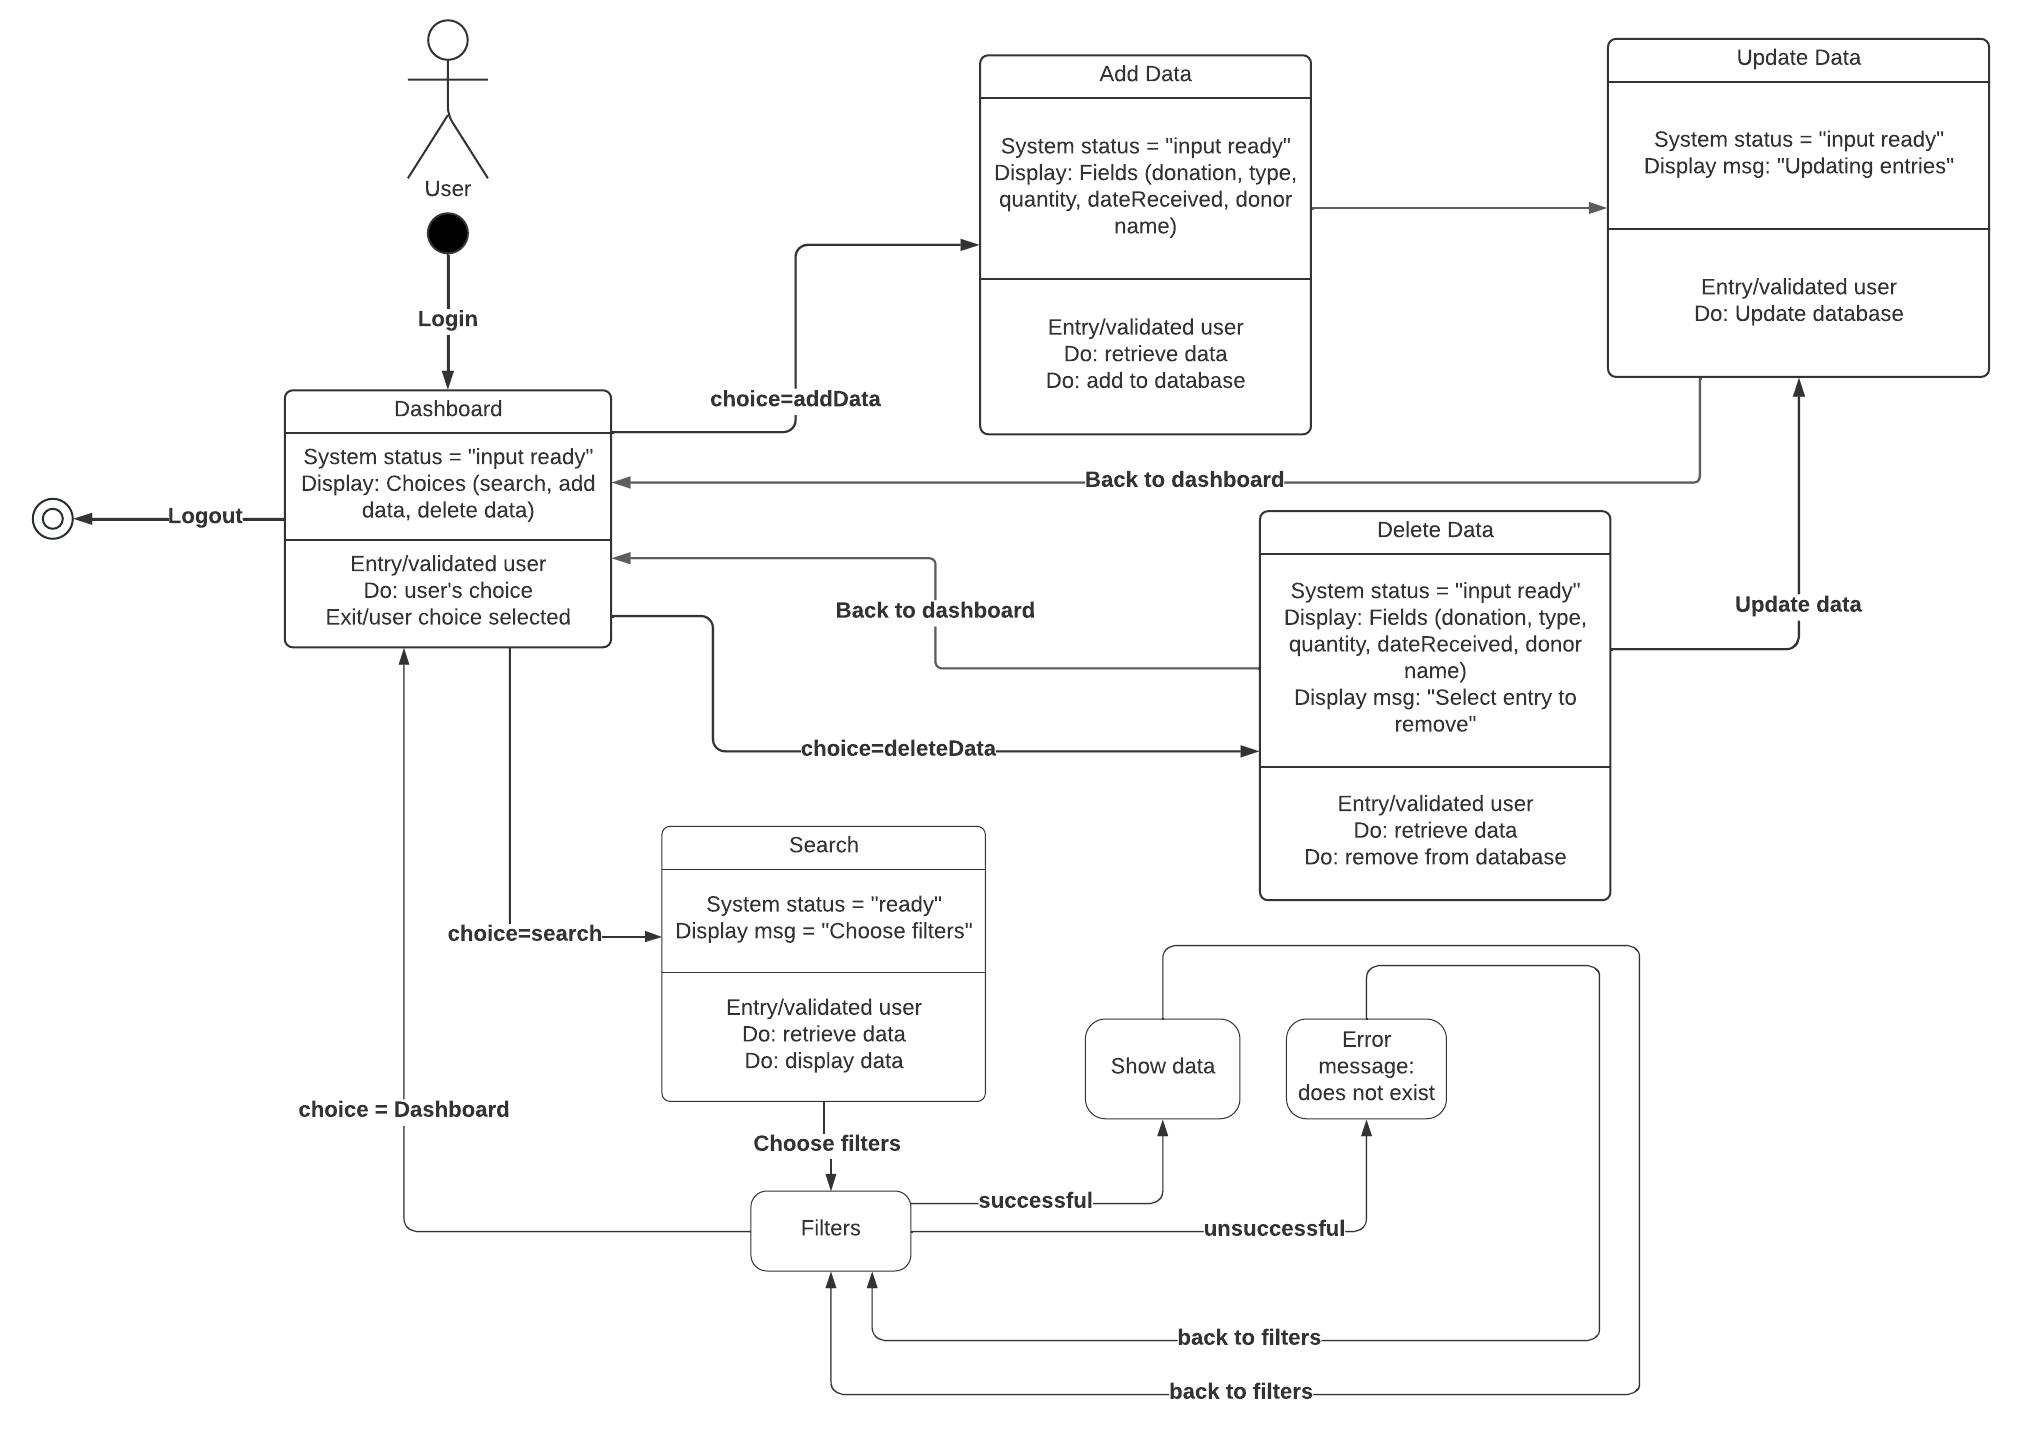 User
Login
Dashboard
System status = "input ready"
Display: Choices (search, add
data, delete data)
Entry/validated user
Do: user's choice
Exit/user choice selected
Logout
choice=addData
Add Data
System status = "input ready"
Display: Fields (donation, type,
quantity, dateReceived, donor
name)
Entry/validated user
Do: retrieve data
Do: add to database
Update Data
System status = "input ready"
Display msg: "Updating entries"
Entry/validated user
Do: Update database
Back to dashboard
Back to dashboard
choice=deleteData
Delete Data
System status = "input ready"
Display: Fields (donation, type,
quantity, dateReceived, donor
name)
Display msg: "Select entry to
remove"
Entry/validated user
Do: retrieve data
Do: remove from database
Update data
choice=search
Search
System status = "ready"
Display msg = "Choose filters"
Entry/validated user
Do: retrieve data
Do: display data
choice = Dashboard
Choose filters
Filters
successful
unsuccessful
Show data
Error
message:
does not exist
back to filters
back to filters